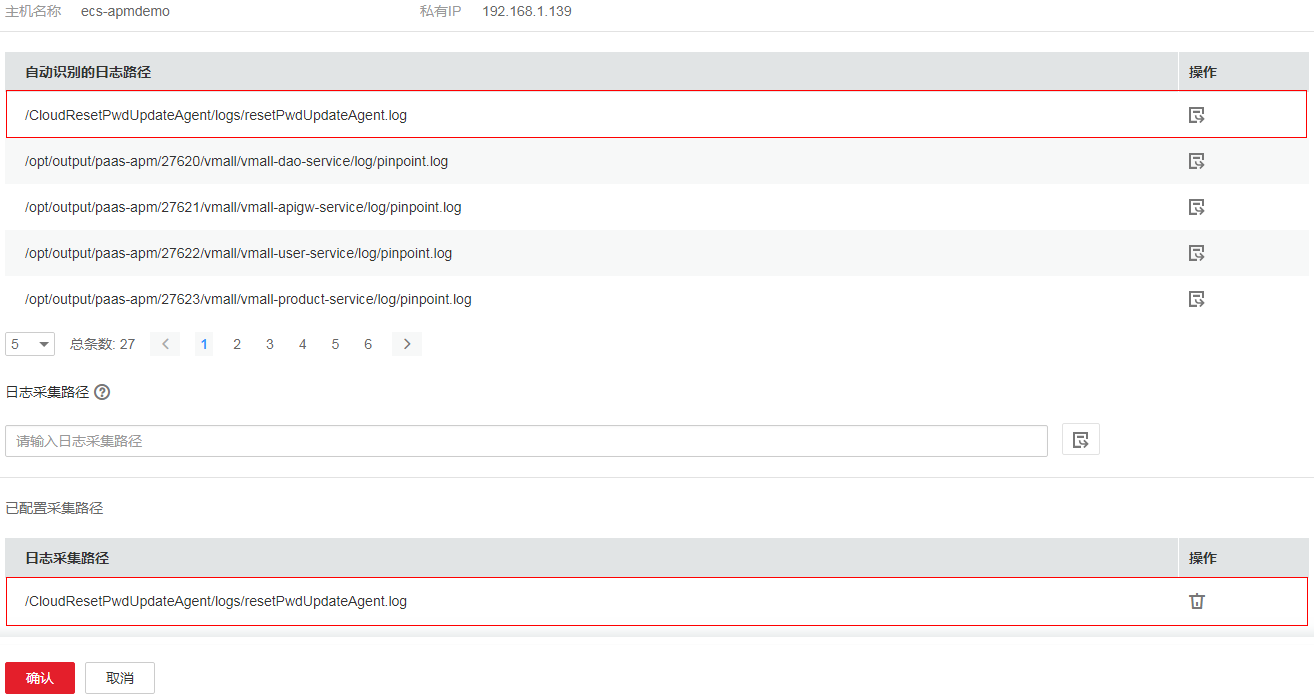 主机名称 ecs-apmdemo 私有IP 192.168.1.139
自动识别的日志路径 操作
/CloudResetPwdUpdateAgent/logs/resetPwdUpdateAgent.log
/opt/output/paas-apm/27620/vmall/vmall-dao-service/log/pinpoint.log
/opt/output/paas-apm/27621/vmall/vmall-apigw-service/log/pinpoint.log
/opt/output/paas-apm/27622/vmall/vmall-user-service/log/pinpoint.log
/opt/output/paas-apm/27623/vmall/vmall-product-service/log/pinpoint.log
5 总条数: 27 < 1 2 3 4 5 6 >
日志采集路径 ?
请输入日志采集路径
已配置采集路径
日志采集路径 操作
/CloudResetPwdUpdateAgent/logs/resetPwdUpdateAgent.log
确认 取消